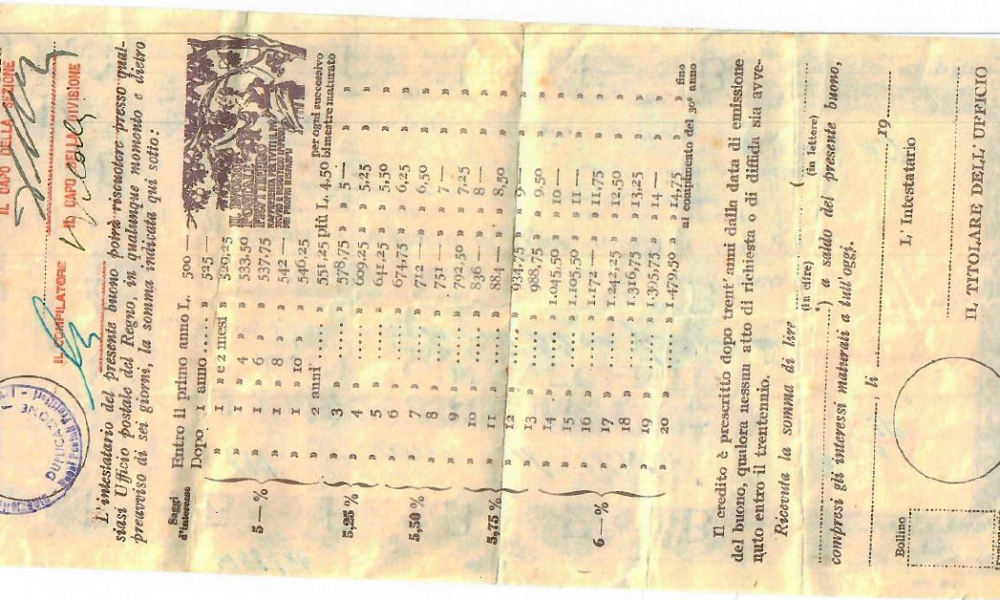 IL CAPO DELLA SEZIONE
IL COMPILATORE IL CAPO DELLA DIVISIONE
DUPLICA
L'intestatario del presente buono potrà riscuotere presso qual-
siasi Ufficio postale del Regno, in qualunque momento e dietro
preavviso di sei giorni, la somma indicata qui sotto:
Saggi
d'interesse
Entro il primo anno L. 500 —
Dopo 1 anno ..... » 525 —
5 — % » 1 » e 2 mesi » 529,25
» 1 » 4 » » 533,50
» 1 » 6 » » 537,75
» 1 » 8 » » 542 —
» 1 » 10 » » 546,25
per ogni successivo
» 2 anni ..... » 551,25 più L. 4,50 bimestre maturato
5,25 % » 3 » ..... » 578,75 » » 5 — » »
» 4 » ..... » 609,25 » » 5,25 » »
» 5 » ..... » 641,25 » » 5,50 » »
» 6 » ..... » 674,75 » » 6,25 » »
5,50 % » 7 » ..... » 712 — » » 6,50 » »
» 8 » ..... » 751 — » » 7 — » »
» 9 » ..... » 792,50 » » 7,25 » »
» 10 » ..... » 836 — » » 8 — » »
5,75 % » 11 » ..... » 884 — » » 8,50 » »
» 12 » ..... » 934,75 » » 9 — » »
» 13 » ..... » 988,75 » » 9,50 » »
» 14 » ..... » 1.045,50 » » 10 — » »
» 15 » ..... » 1.105,50 » » 11 — » »
» 16 » ..... » 1.172 — » » 11,75 » »
6 — % » 17 » ..... » 1.242,25 » » 12,50 » »
» 18 » ..... » 1.316,75 » » 13,25 » »
» 19 » ..... » 1.395,75 » » 14 — » »
» 20 » ..... » 1.479,50 » » 14,75 » » fino
al compimento del 30° anno
Il credito è prescritto dopo trent'anni dalla data di emissione
del buono, qualora nessun atto di richiesta o di diffida sia avve-
nuto entro il trentennio.
Ricevuta la somma di lire ..... (
(in cifre) (in lettere)
..... ) a saldo del presente buono,
compresi gli interessi maturati a tutt'oggi.
....., li ..... 19 .....
L' Intestatario
Bollino
IL TITOLARE DELL' UFFICIO